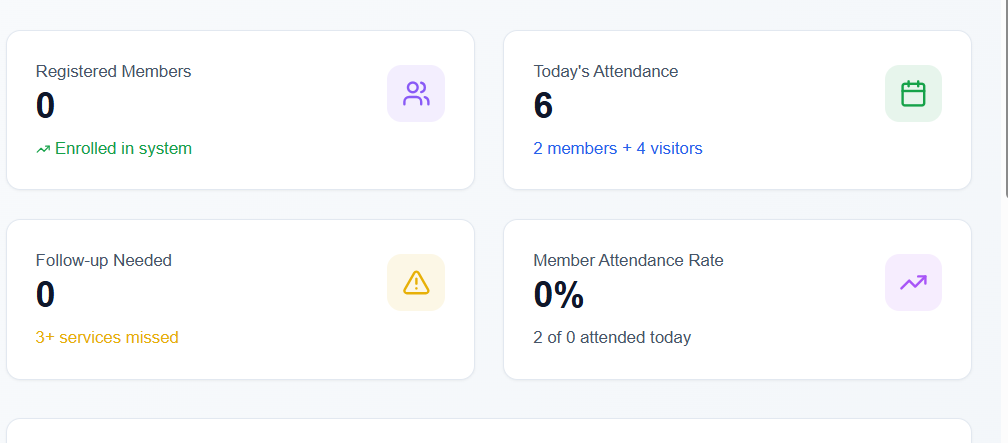 Registered Members
0
Enrolled in system
Today's Attendance
6
2 members + 4 visitors
Follow-up Needed
0
3+ services missed
Member Attendance Rate
0%
2 of 0 attended today